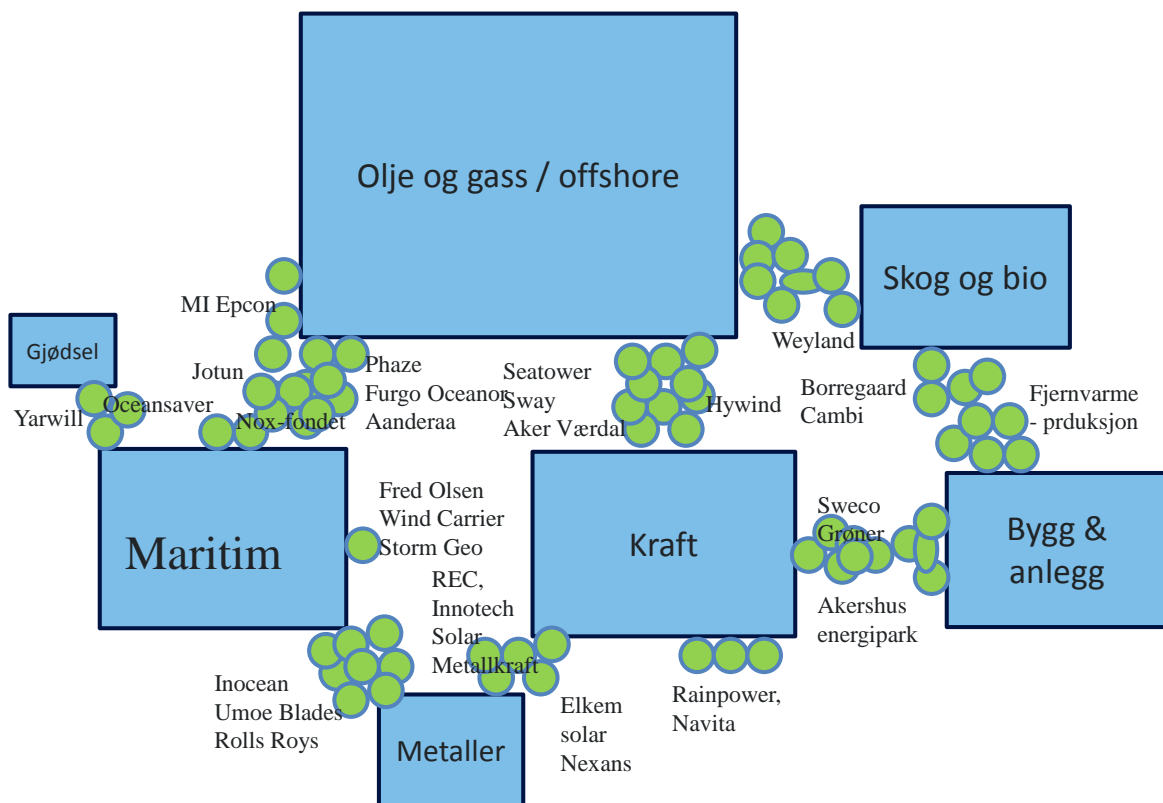 Olje og gass / offshore
Skog og bio
MI Epcon
Weyland
Gjødsel
Jotun
Phaze
Furgo Oceanor
Aanderaa
Seatower
Sway
Aker Værdal
Hywind
Borregaard
Cambi
Fjernvarme
- prduksjon
Yarwill
Oceansaver
Nox-fondet
Maritim
Fred Olsen
Wind Carrier
Storm Geo
REC,
Innotech
Solar
Metallkraft
Kraft
Sweco
Grøner
Bygg &
anlegg
Akershus
energipark
Inocean
Umoe Blades
Rolls Roys
Metaller
Elkem
solar
Nexans
Rainpower,
Navita